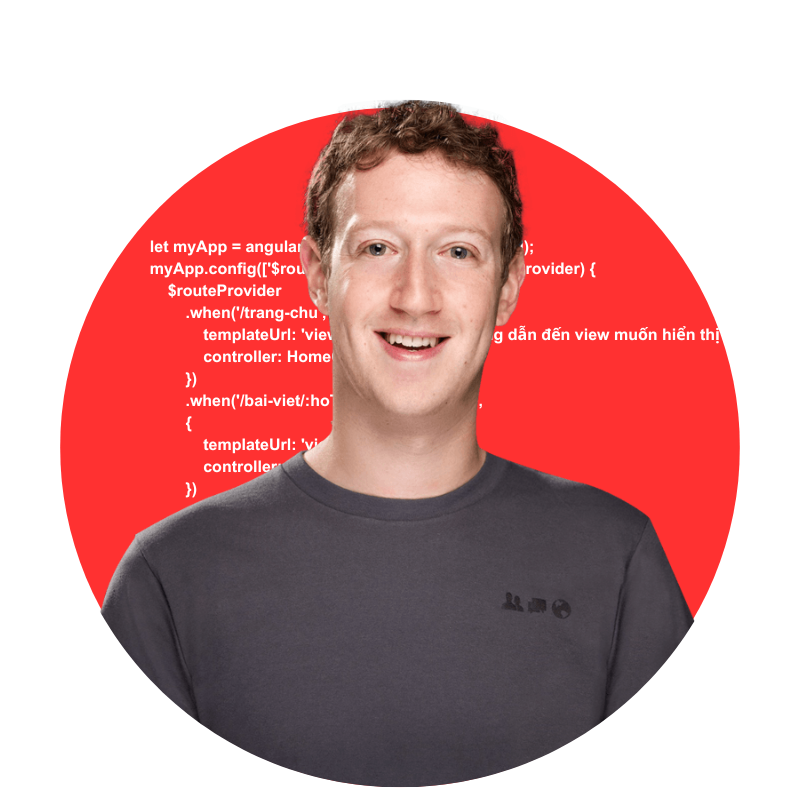 let myApp = angular );
myApp.config(['$rou rovider) {
$routeProvider
.when('/trang-chu',
templateUrl: 'view dẫn đến view muốn hiển thị
controller: Home
})
.when('/bai-viet/:ho ,
{
templateUrl: 'vi
controller:
})